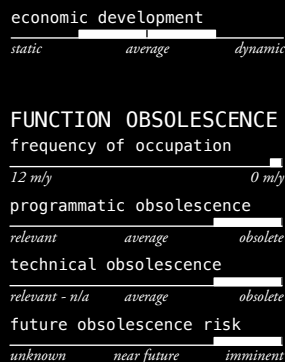 economic development
static average dynamic
FUNCTION OBSOLESCENCE
frequency of occupation
12 m/y 0 m/y
programmatic obsolescence
relevant average obsolete
technical obsolescence
relevant - n/a average obsolete
future obsolescence risk
unknown near future imminent